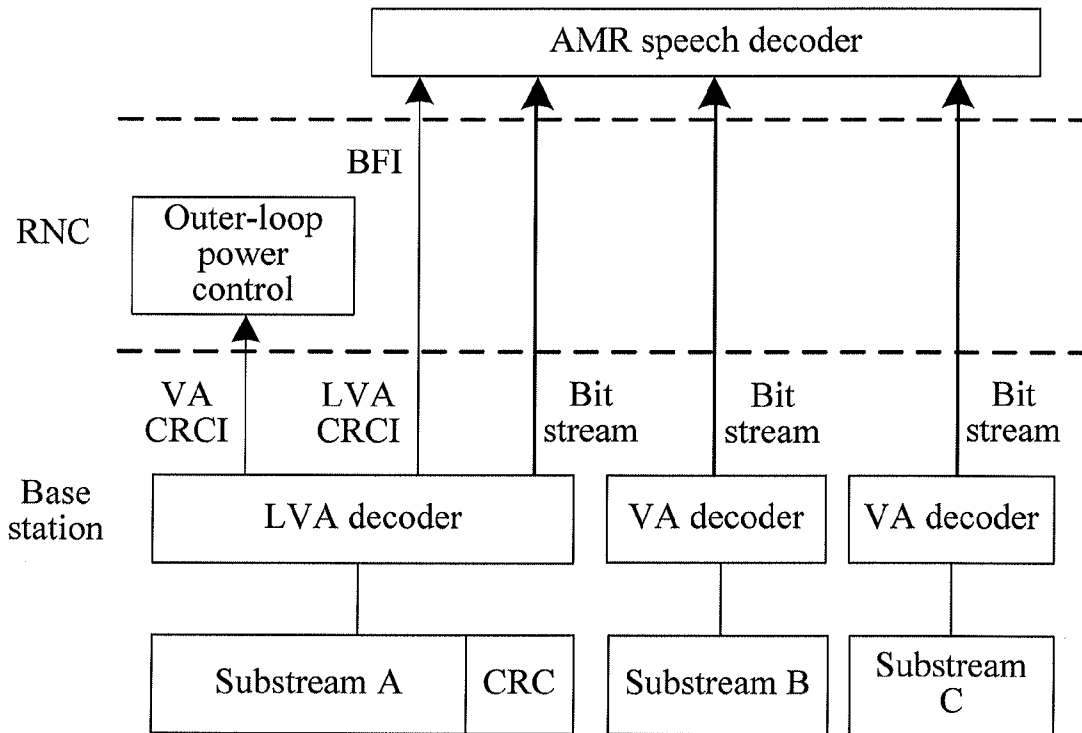 AMR speech decoder
BFI
RNC
Outer-loop
power
control
VA
CRCI
LVA
CRCI
Bit
stream
Bit
stream
Bit
stream
Base
station
LVA decoder
VA decoder
VA decoder
Substream A
CRC
Substream B
Substream
C